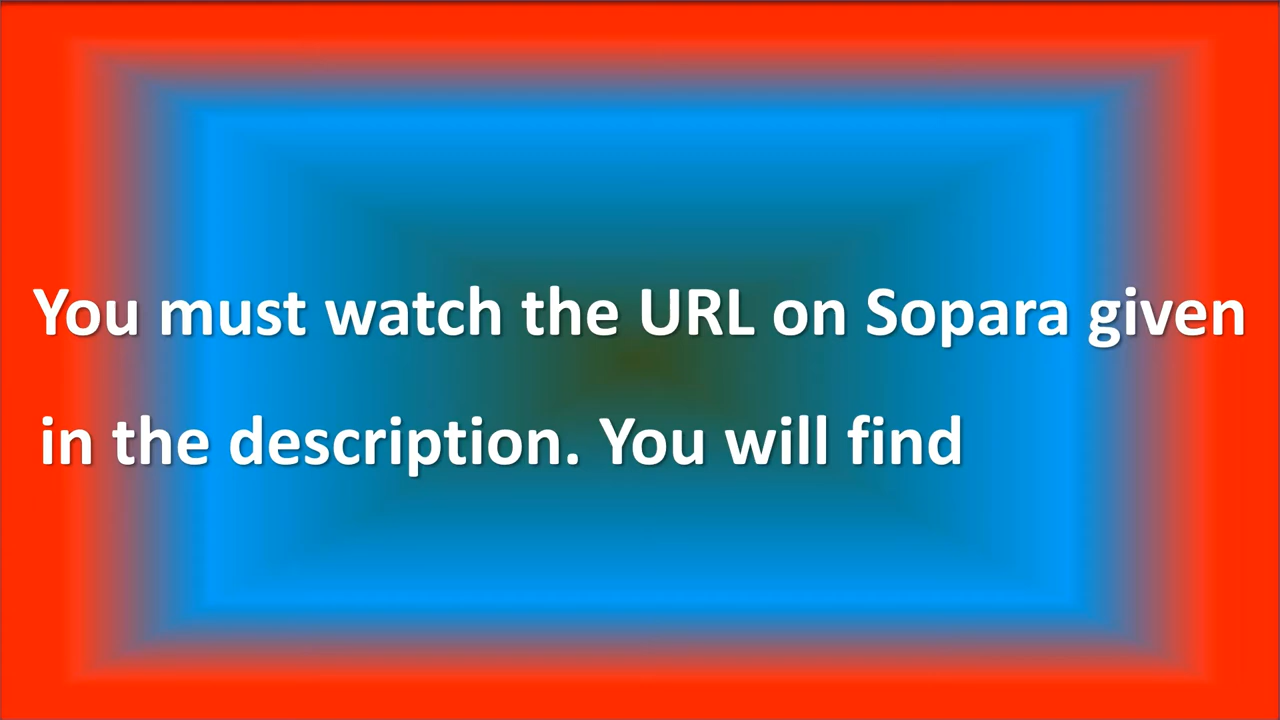 You must watch the URL on Sopara given
in the description. You will find